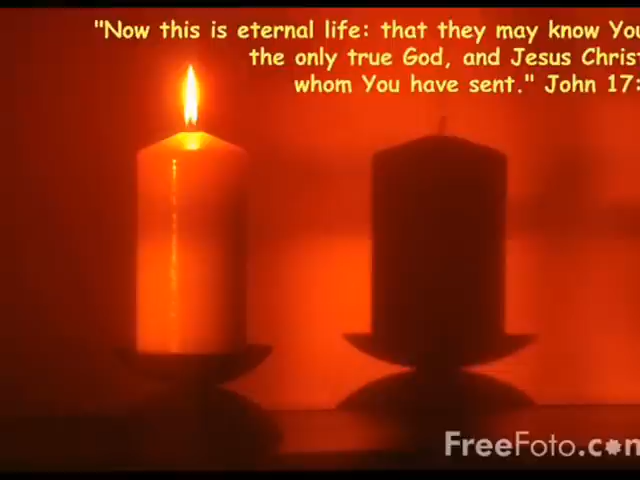 "Now this is eternal life: that they may know You
the only true God, and Jesus Christ
whom You have sent." John 17:
FreeFoto.com